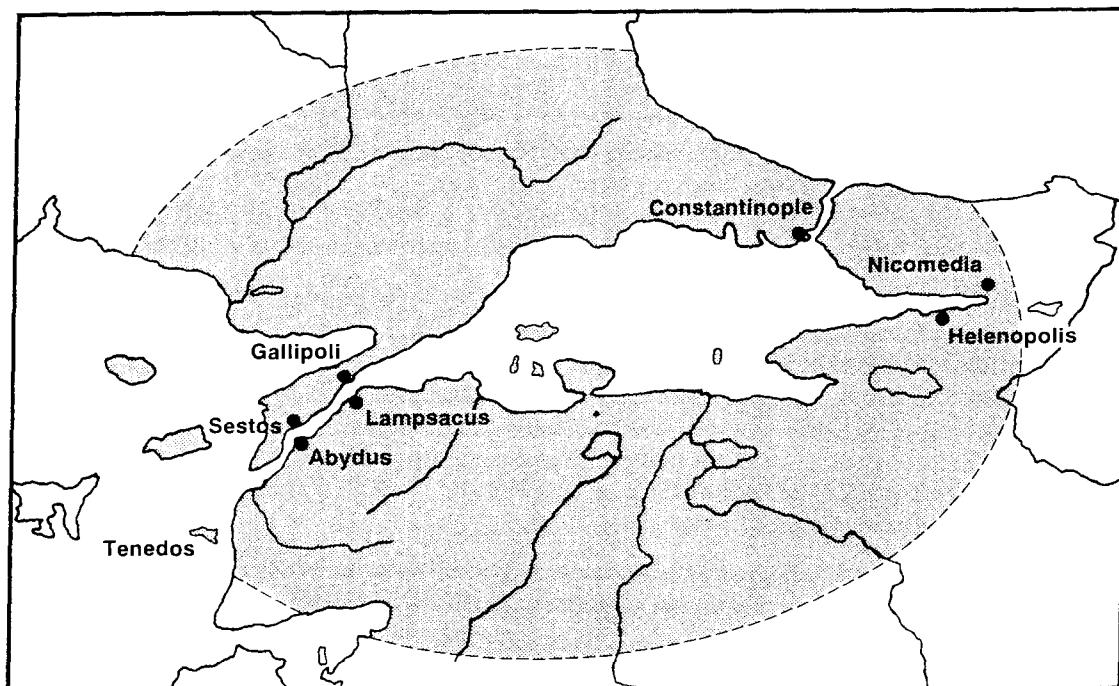 Constantinople
Nicomedia
Helenopolis
Gallipoli
Lampsacus
Sestos
Abydus
Tenedos